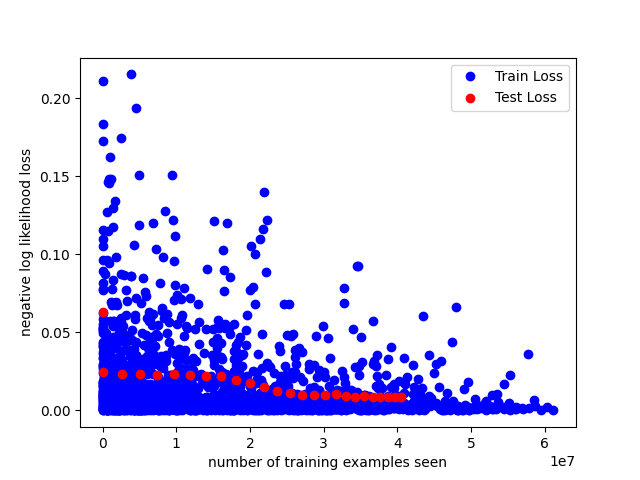 Train Loss
Test Loss
0.20
0.15
0.10
0.05
0.00
negative log likelihood loss
0 1 2 3 4 5 6
1e7
number of training examples seen